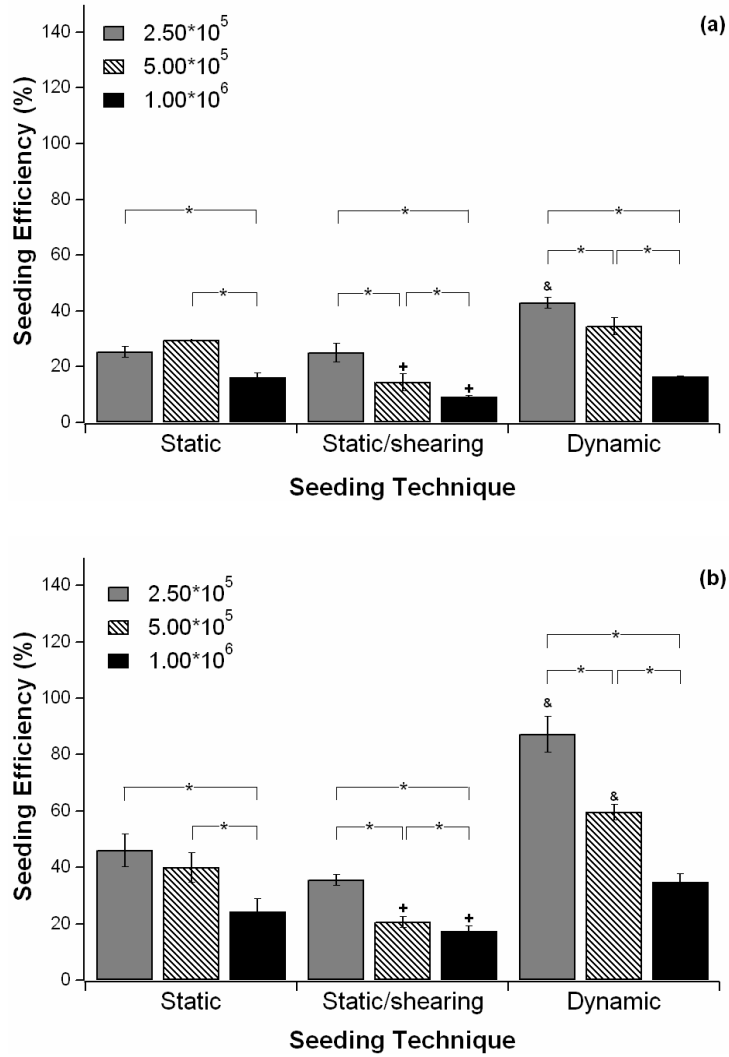 (a)
2.50*10^5
5.00*10^5
1.00*10^6
Seeding Efficiency (%)
140
120
100
80
60
40
20
0
* * *
* * * *
&
+
+
Static Static/shearing Dynamic
Seeding Technique
(b)
2.50*10^5
5.00*10^5
1.00*10^6
Seeding Efficiency (%)
140
120
100
80
60
40
20
0
*
* *
&
* *
* * *
&
+
+
Static Static/shearing Dynamic
Seeding Technique